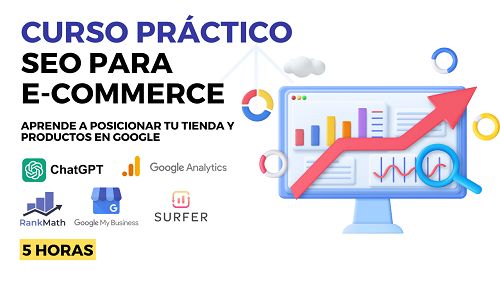 CURSO PRÁCTICO
SEO PARA
E-COMMERCE
APRENDE A POSICIONAR TU TIENDA Y
PRODUCTOS EN GOOGLE
ChatGPT
Google Analytics
RankMath
Google My Business
SURFER
5 HORAS